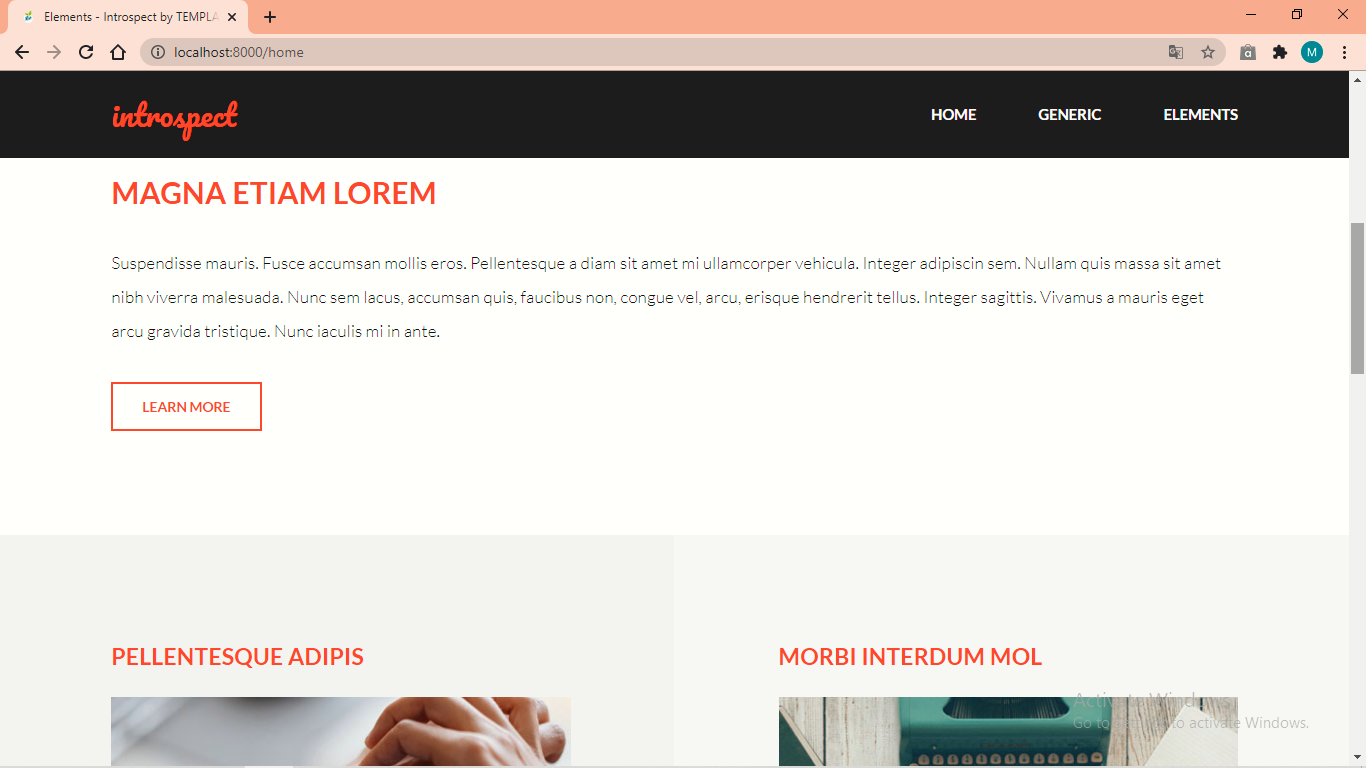 Elements - Introspect by TEMPLA
localhost:8000/home
M
introspect
HOME GENERIC ELEMENTS
MAGNA ETIAM LOREM
Suspendisse mauris. Fusce accumsan mollis eros. Pellentesque a diam sit amet mi ullamcorper vehicula. Integer adipiscin sem. Nullam quis massa sit amet
nibh viverra malesuada. Nunc sem lacus, accumsan quis, faucibus non, congue vel, arcu, erisque hendrerit tellus. Integer sagittis. Vivamus a mauris eget
arcu gravida tristique. Nunc iaculis mi in ante.
LEARN MORE
PELLENTESQUE ADIPIS
MORBI INTERDUM MOL
Activate Windows
Go to to activate Windows.